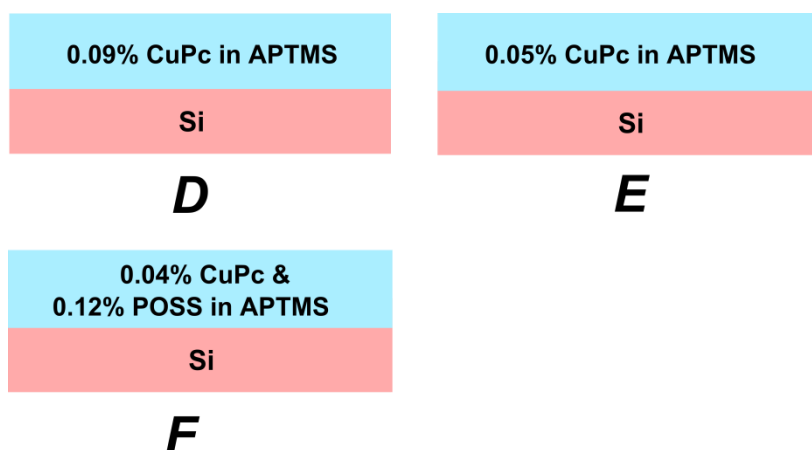 0.09% CuPc in APTMS
Si
D
0.05% CuPc in APTMS
Si
E
0.04% CuPc &
0.12% POSS in APTMS
Si
F